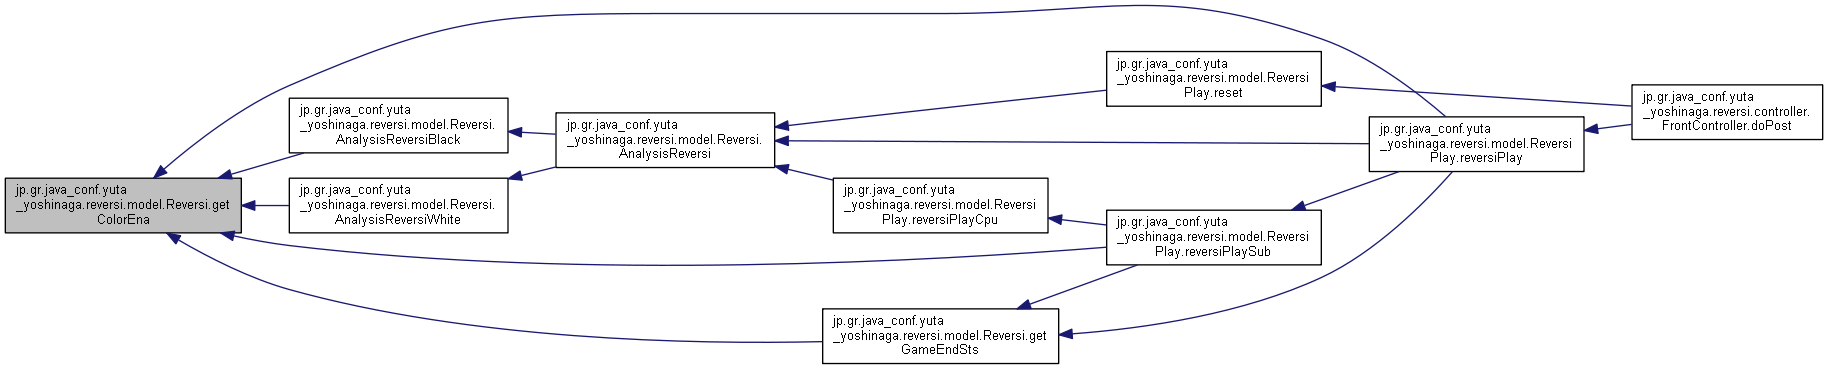 jp.gr.java_conf.yuta
_yoshinaga.reversi.model.Reversi.get
ColorEna
jp.gr.java_conf.yuta
_yoshinaga.reversi.model.Reversi.
AnalysisReversiBlack
jp.gr.java_conf.yuta
_yoshinaga.reversi.model.Reversi.
AnalysisReversiWhite
jp.gr.java_conf.yuta
_yoshinaga.reversi.model.Reversi.
AnalysisReversi
jp.gr.java_conf.yuta
_yoshinaga.reversi.model.Reversi
Play.reversiPlayCpu
jp.gr.java_conf.yuta
_yoshinaga.reversi.model.Reversi.get
GameEndSts
jp.gr.java_conf.yuta
_yoshinaga.reversi.model.Reversi
Play.reset
jp.gr.java_conf.yuta
_yoshinaga.reversi.model.Reversi
Play.reversiPlaySub
jp.gr.java_conf.yuta
_yoshinaga.reversi.model.Reversi
Play.reversiPlay
jp.gr.java_conf.yuta
_yoshinaga.reversi.controller.
FrontController.doPost